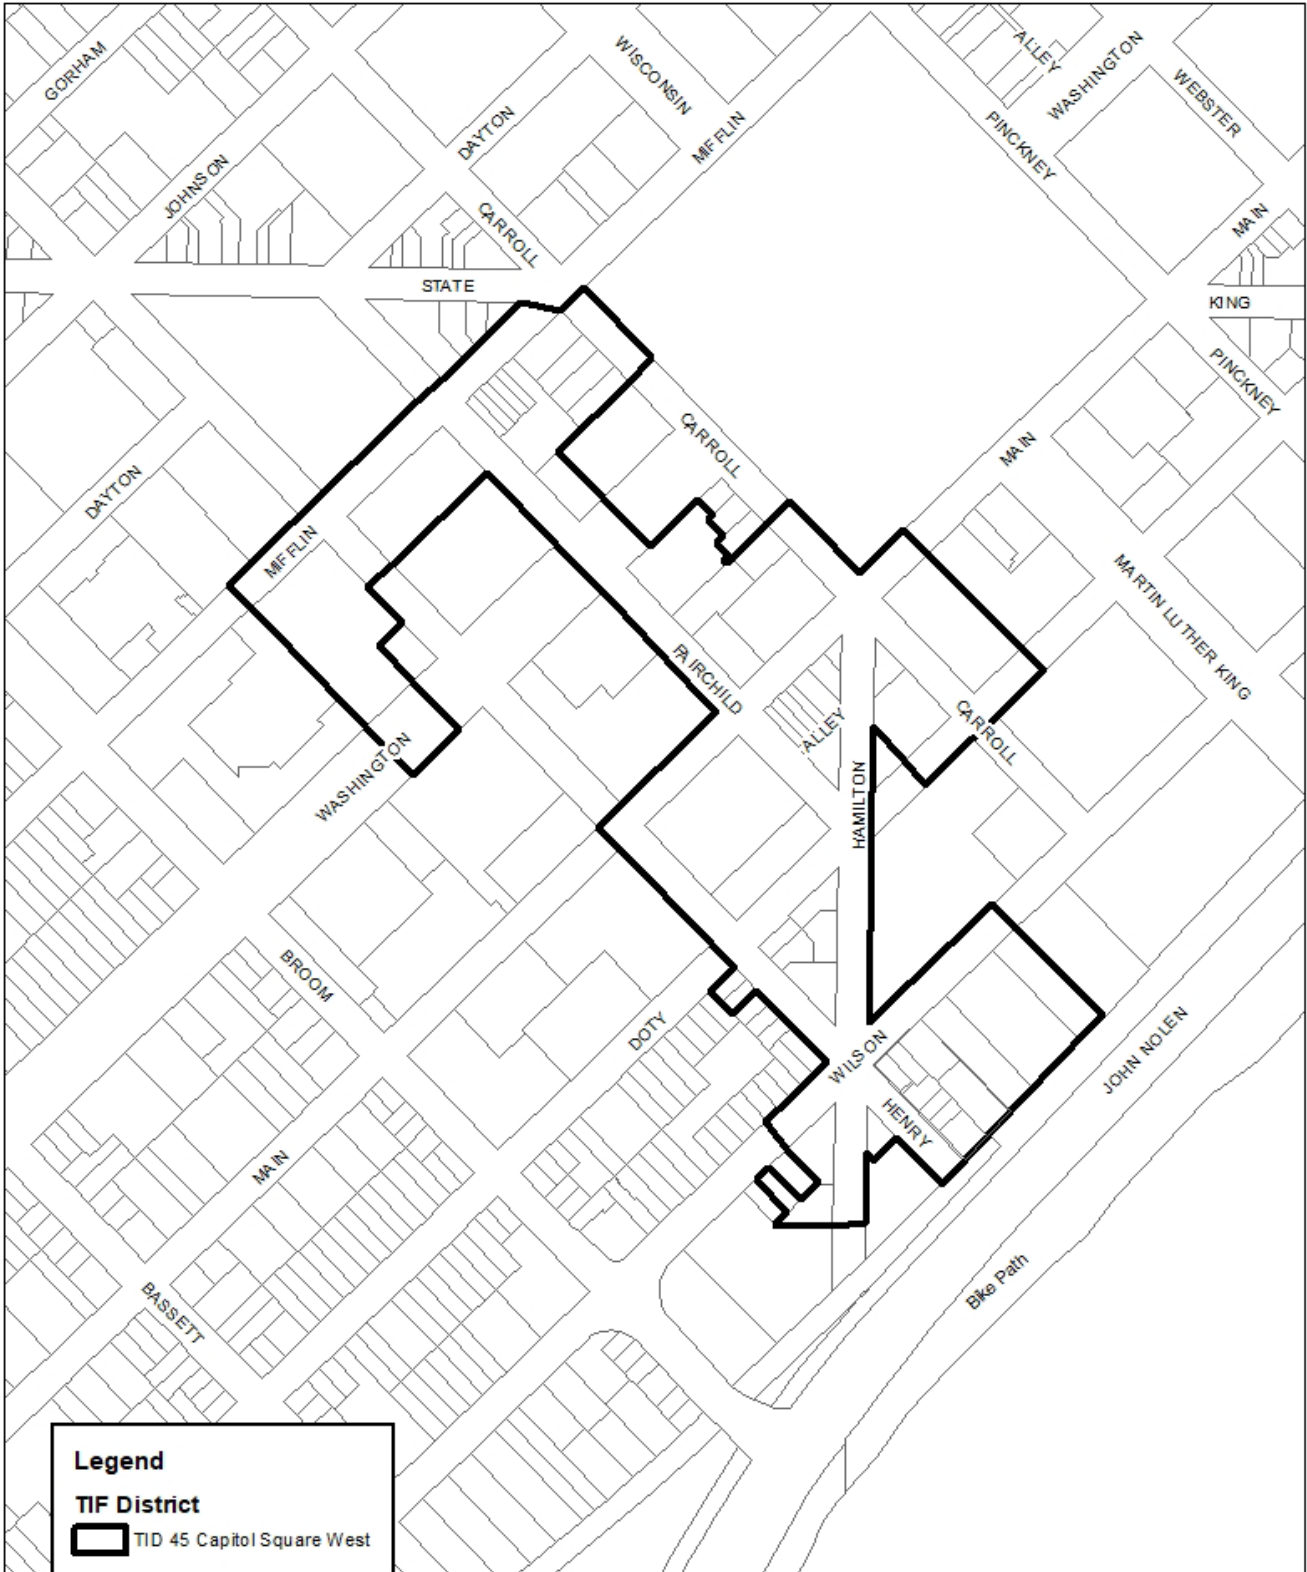 GORHAM
WISCONSIN
ALLEY
WASHINGTON
WEBSTER
DAYTON
MIFFLIN
PINCKNEY
JOHNSON
CARROLL
MAIN
STATE
KING
PINCKNEY
CARROLL
MAIN
DAYTON
MIFFLIN
MARTIN LUTHER KING
FAIRCHILD
CARROLL
ALLEY
WASHINGTON
HAMILTON
BROOM
DOTY
WILSON
JOHN NOLEN
HENRY
MAIN
Bike Path
BASSETT
Legend
TIF District
TID 45 Capitol Square West